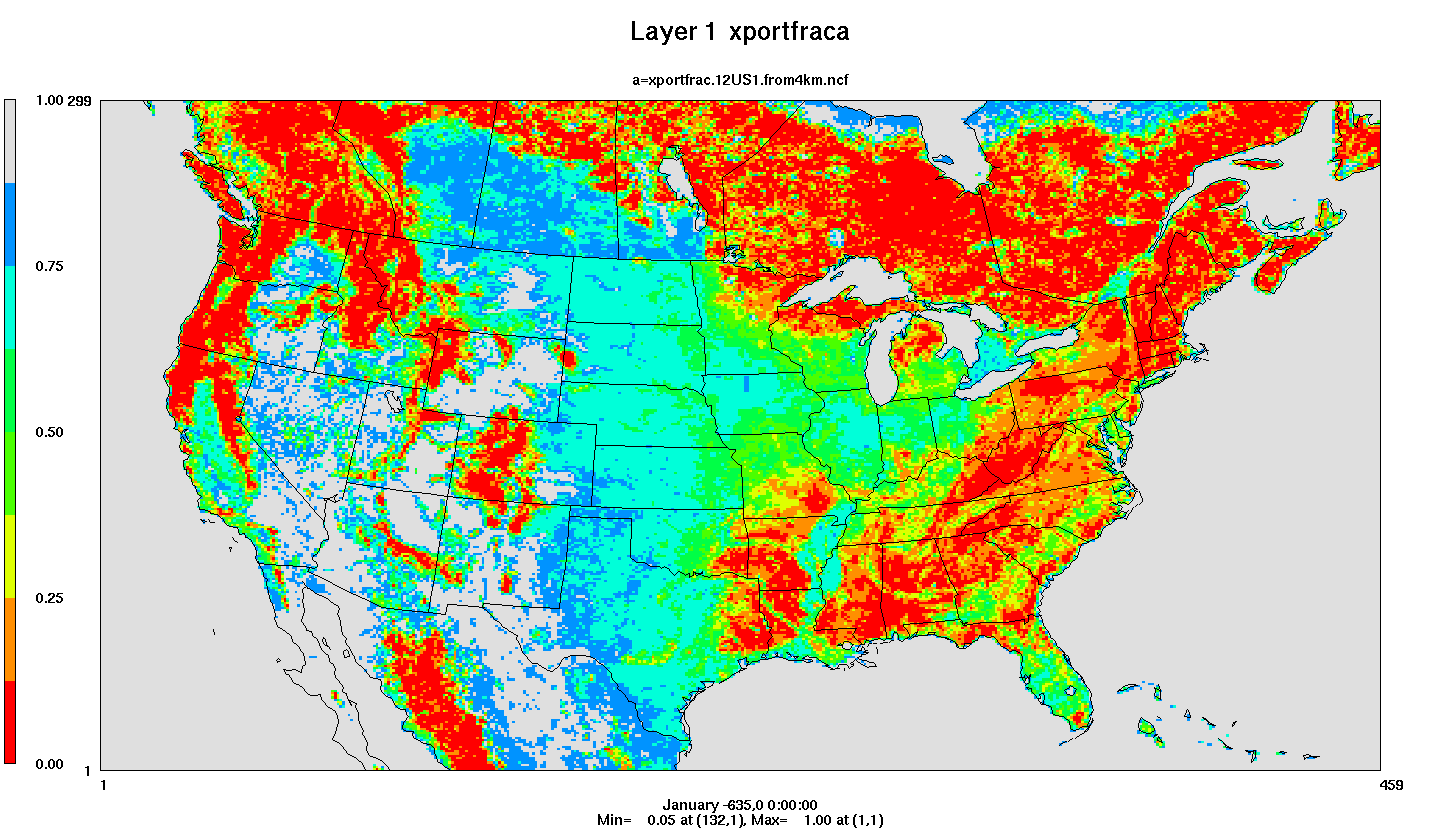 Layer 1 xportfraca
a=xportfrac.12US1.from4km.ncf
1.00 299
0.75
0.50
0.25
0.00
1
1 459
January -635,0 0:00:00
Min= 0.05 at (132,1), Max= 1.00 at (1,1)